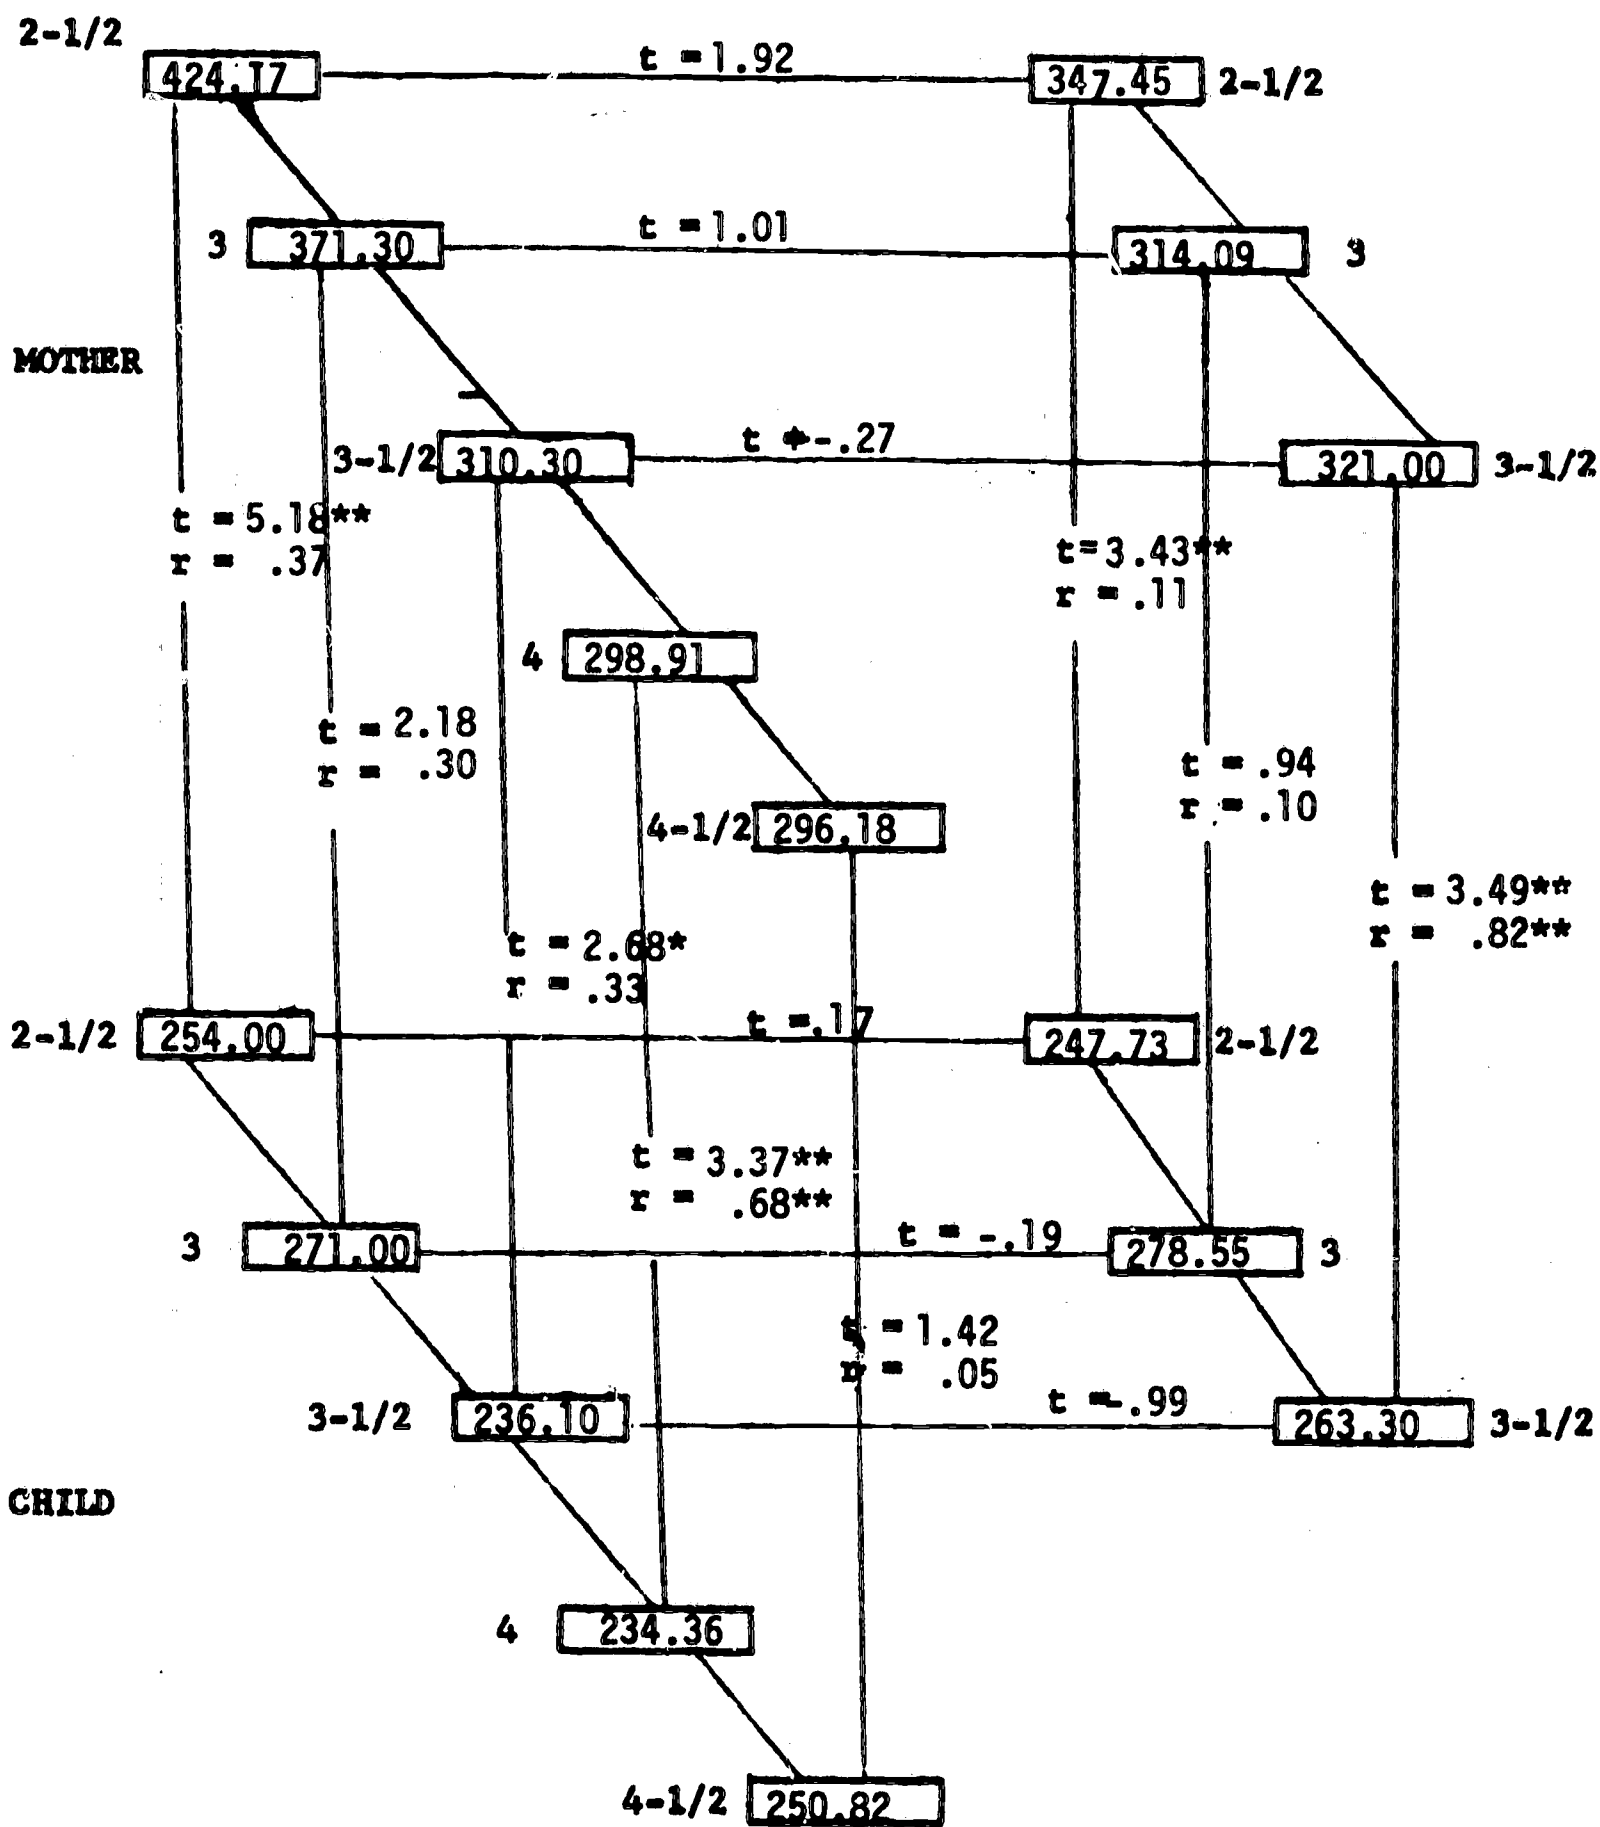 2-1/2
424.17 t =1.92 347.45 2-1/2
3 371.30 t =1.01 314.09 3
MOTHER
3-1/2 310.30 t = -.27 321.00 3-1/2
t = 5.18**
r = .37
t=3.43**
r = .11
4 298.91
t = 2.18
r = .30
t = .94
r = .10
4-1/2 296.18
t = 3.49**
r = .82**
t = 2.68*
r = .33
2-1/2 254.00 t =.17 247.73 2-1/2
t = 3.37**
r = .68**
3 271.00 t = -.19 278.55 3
t = 1.42
r = .05
3-1/2 236.10 t =-.99 263.30 3-1/2
CHILD
4 234.36
4-1/2 250.82